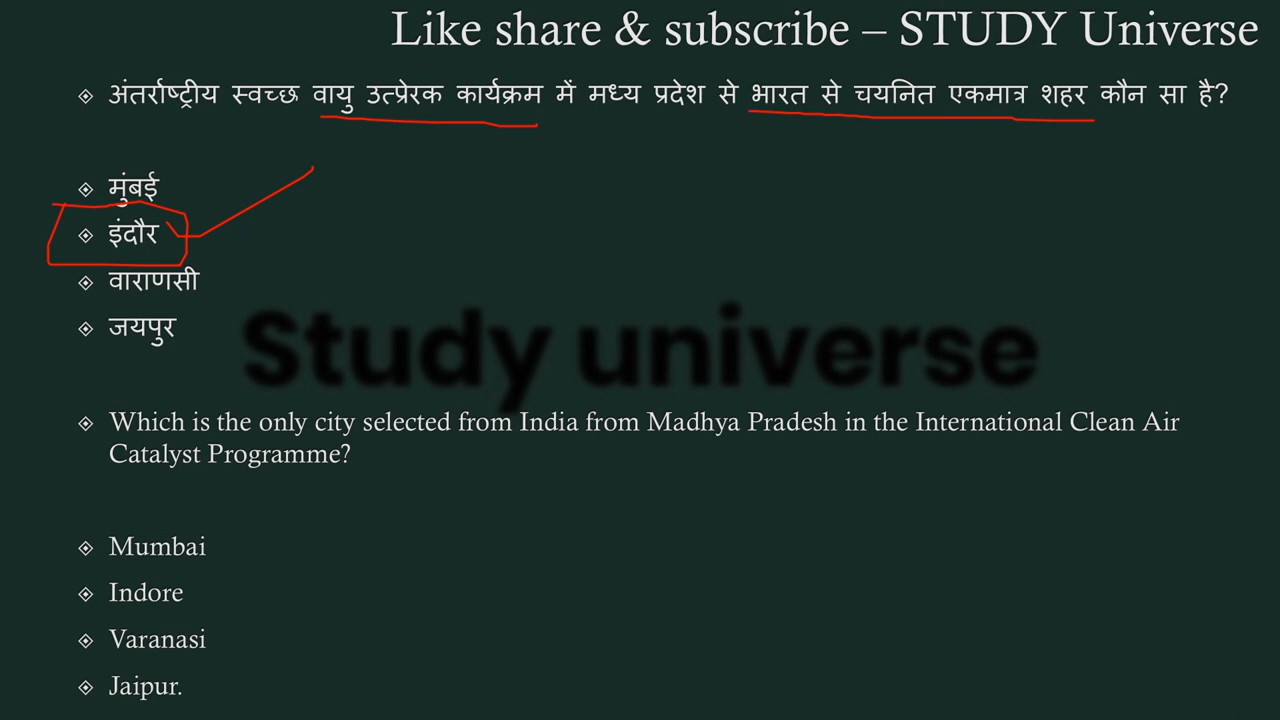 Like share & subscribe – STUDY Universe
अंतर्राष्ट्रीय स्वच्छ वायु उत्प्रेरक कार्यक्रम में मध्य प्रदेश से भारत से चयनित एकमात्र शहर कौन सा है?
मुंबई
इंदौर
वाराणसी
जयपुर
Study universe
Which is the only city selected from India from Madhya Pradesh in the International Clean Air
Catalyst Programme?
Mumbai
Indore
Varanasi
Jaipur.